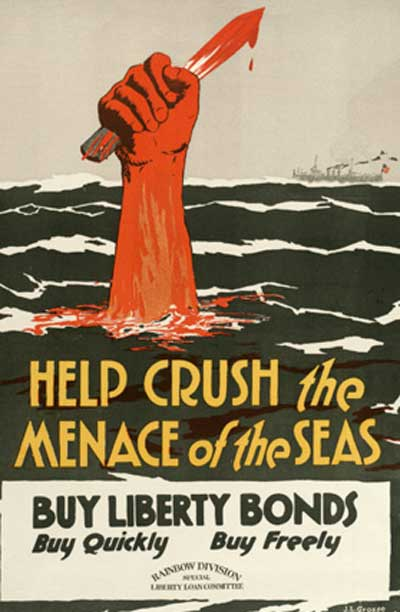 HELP CRUSH the
MENACE of the SEAS
BUY LIBERTY BONDS
Buy Quickly Buy Freely
RAINBOW DIVISION
SPECIAL
LIBERTY LOAN COMMITTEE
J.L. Grosse